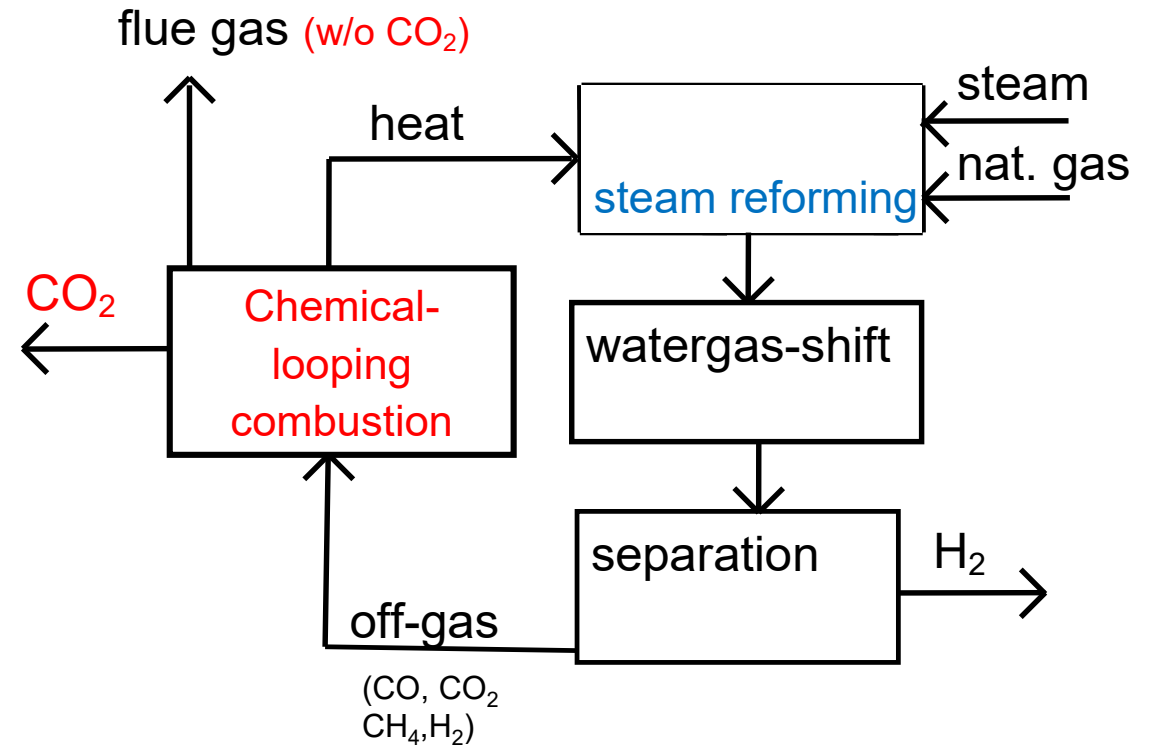 flue gas (w/o CO₂)
steam
heat
nat. gas
steam reforming
CO₂
Chemical-
looping
combustion
watergas-shift
separation
H₂
off-gas
(CO, CO₂
CH₄,H₂)